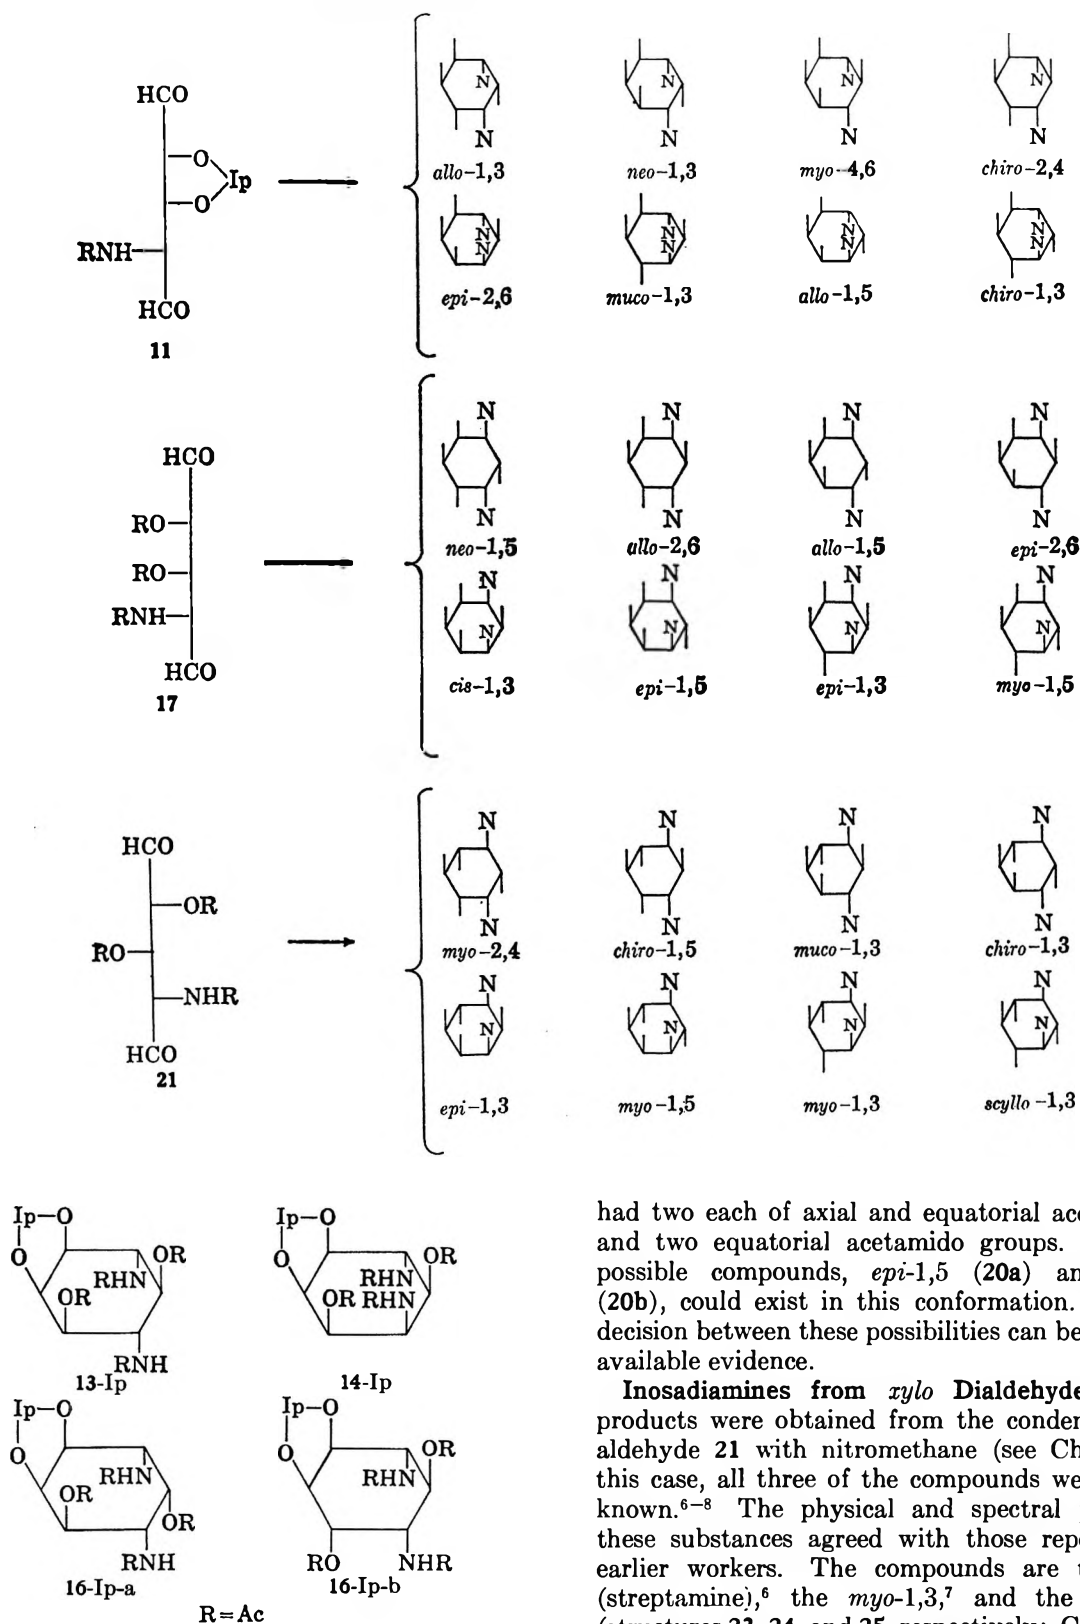 HCO
O
Ip
O
RNH
HCO
11
N
N
N
N
N
N
N
N
allo-1,3
neo-1,3
myo-4,6
chiro-2,4
N
N
N
N
N
N
N
N
epi-2,6
muco-1,3
allo-1,5
chiro-1,3
HCO
RO
RO
RNH
HCO
17
N
N
N
N
N
N
N
N
neo-1,5
allo-2,6
allo-1,5
epi-2,6
N
N
N
N
N
N
N
N
cis-1,3
epi-1,5
epi-1,3
myo-1,5
HCO
OR
RO
NHR
HCO
21
N
N
N
N
N
N
N
N
myo-2,4
chiro-1,5
muco-1,3
chiro-1,3
N
N
N
N
N
N
N
N
epi-1,3
myo-1,5
myo-1,3
scyllo-1,3
Ip-O
O
OR
RHN
OR
RNH
13-Ip
Ip-O
O
OR
RHN
OR RHN
14-Ip
Ip-O
O
RHN
OR
OR
RNH
16-Ip-a
Ip-O
O
OR
RHN
RO
NHR
16-Ip-b
R=Ac
had two each of axial and equatorial ace
and two equatorial acetamido groups.
possible compounds, epi-1,5 (20a) an
(20b), could exist in this conformation.
decision between these possibilities can be
available evidence.
Inosadiamines from xylo Dialdehyde
products were obtained from the conden
aldehyde 21 with nitromethane (see Ch
this case, all three of the compounds we
known.6-8 The physical and spectral
these substances agreed with those repo
earlier workers. The compounds are t
(streptamine),6 the myo-1,3,7 and the
(structures 23, 24, and 25, respectively;